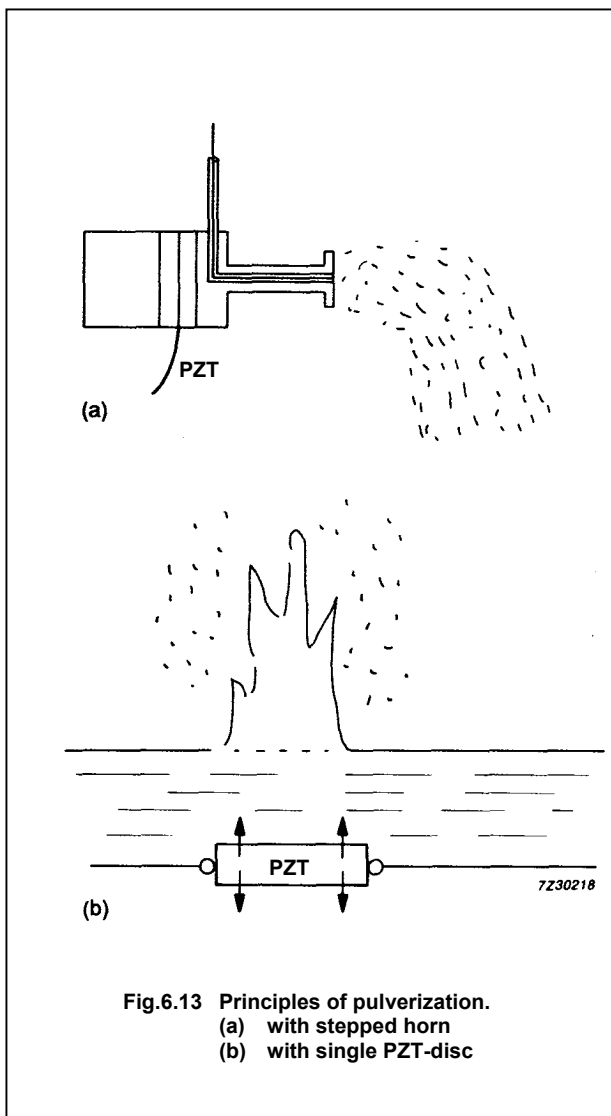 PZT
(a)
PZT
7Z30218
(b)
Fig.6.13 Principles of pulverization.
(a) with stepped horn
(b) with single PZT-disc